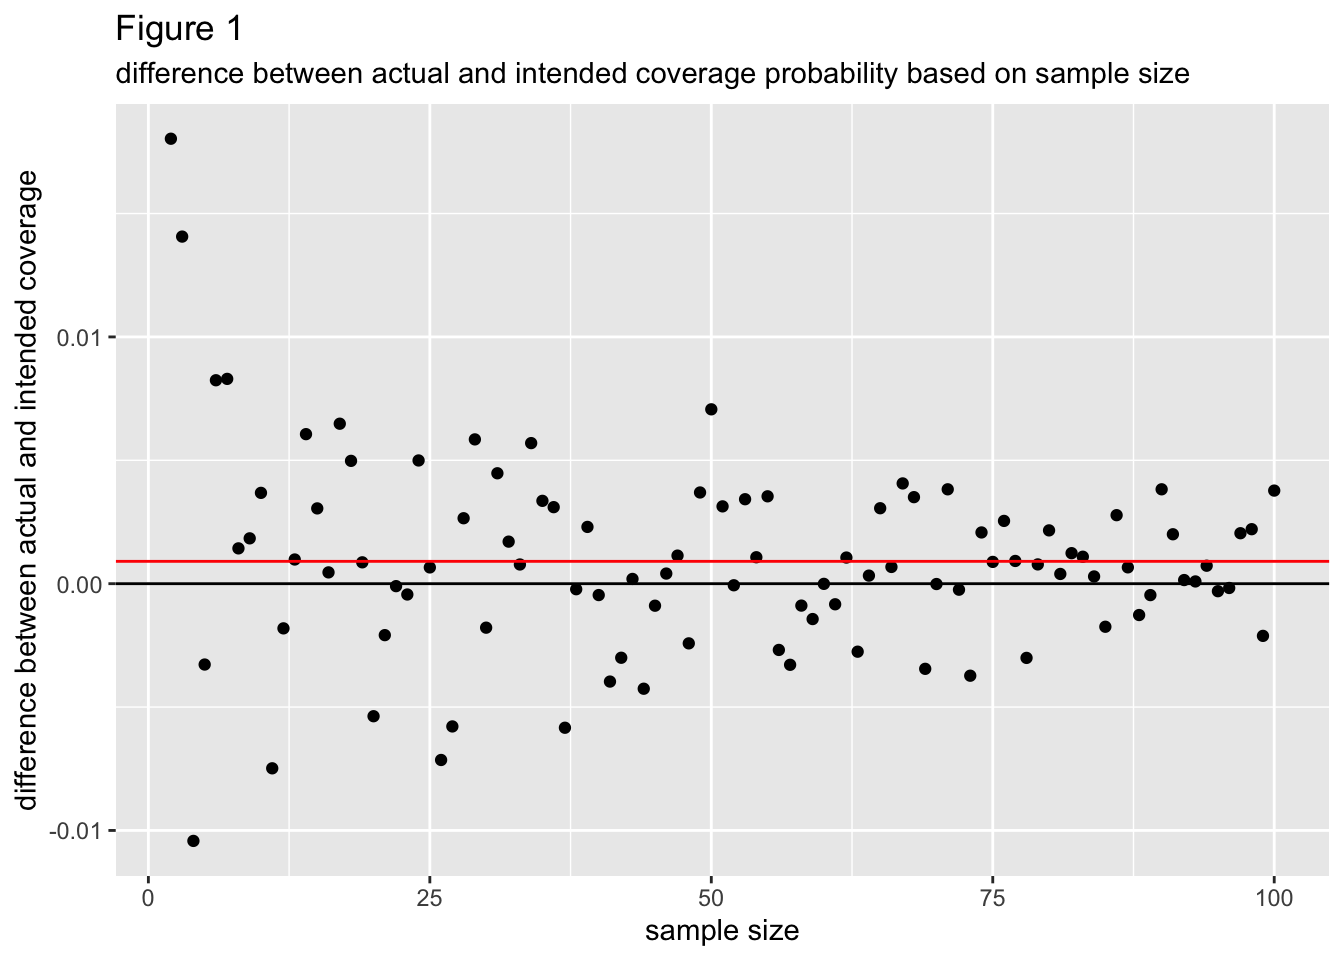 Figure 1
difference between actual and intended coverage probability based on sample size
difference between actual and intended coverage
0.01
0.00
-0.01
0 25 50 75 100
sample size